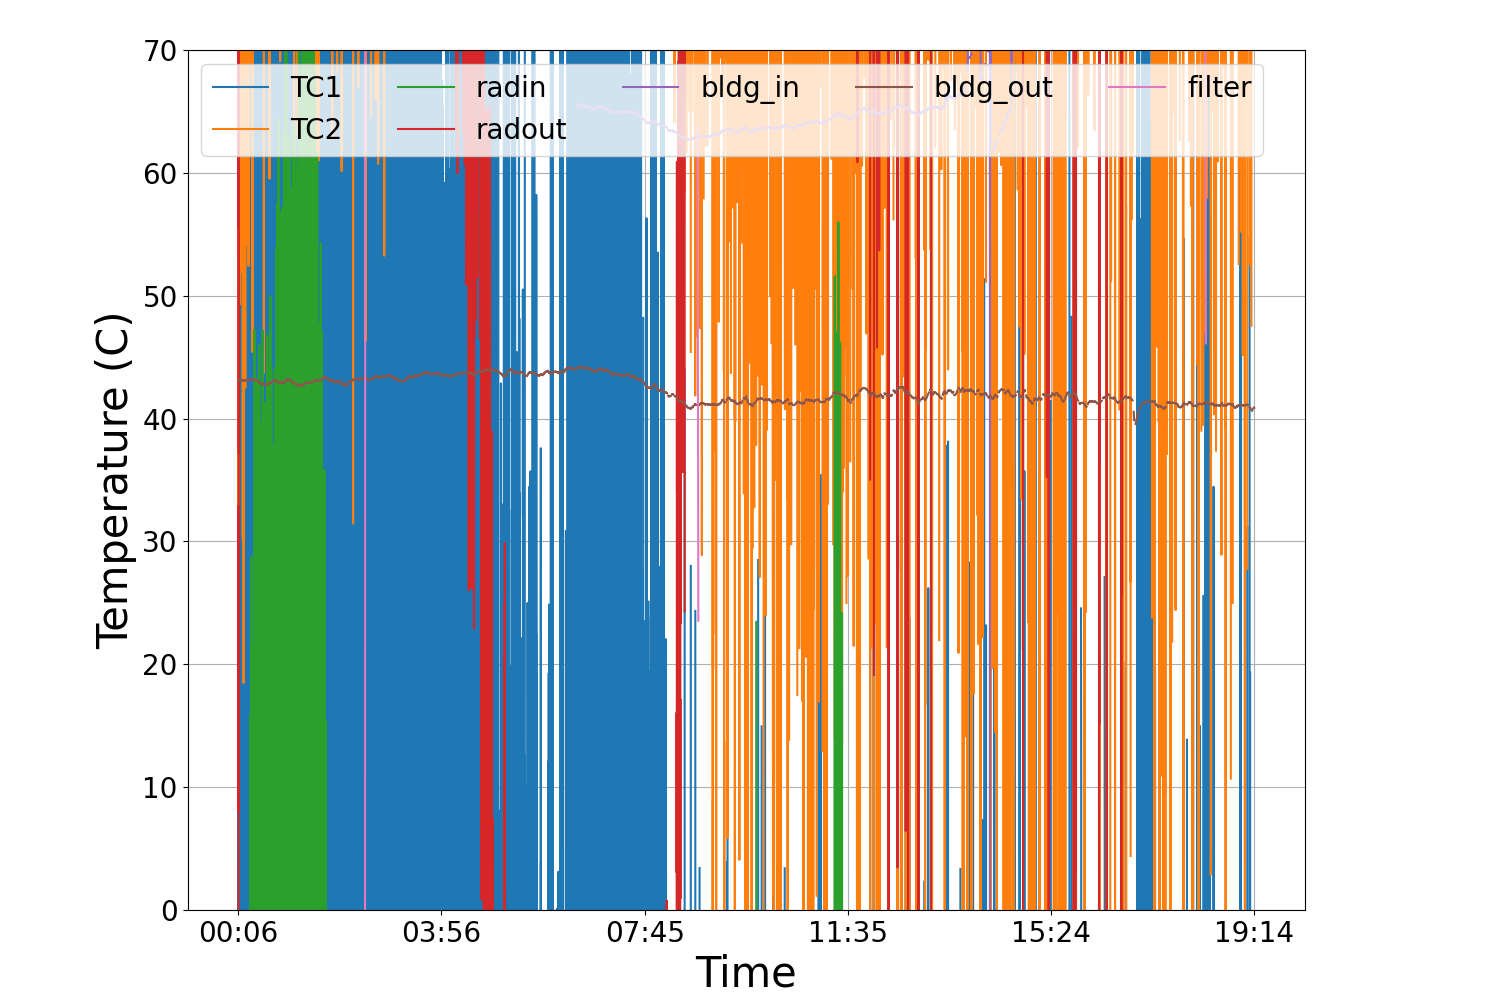 70
60
50
40
30
20
10
0
Temperature (C)
TC1
TC2
radin
radout
bldg_in
bldg_out
filter
00:06
03:56
07:45
11:35
15:24
19:14
Time